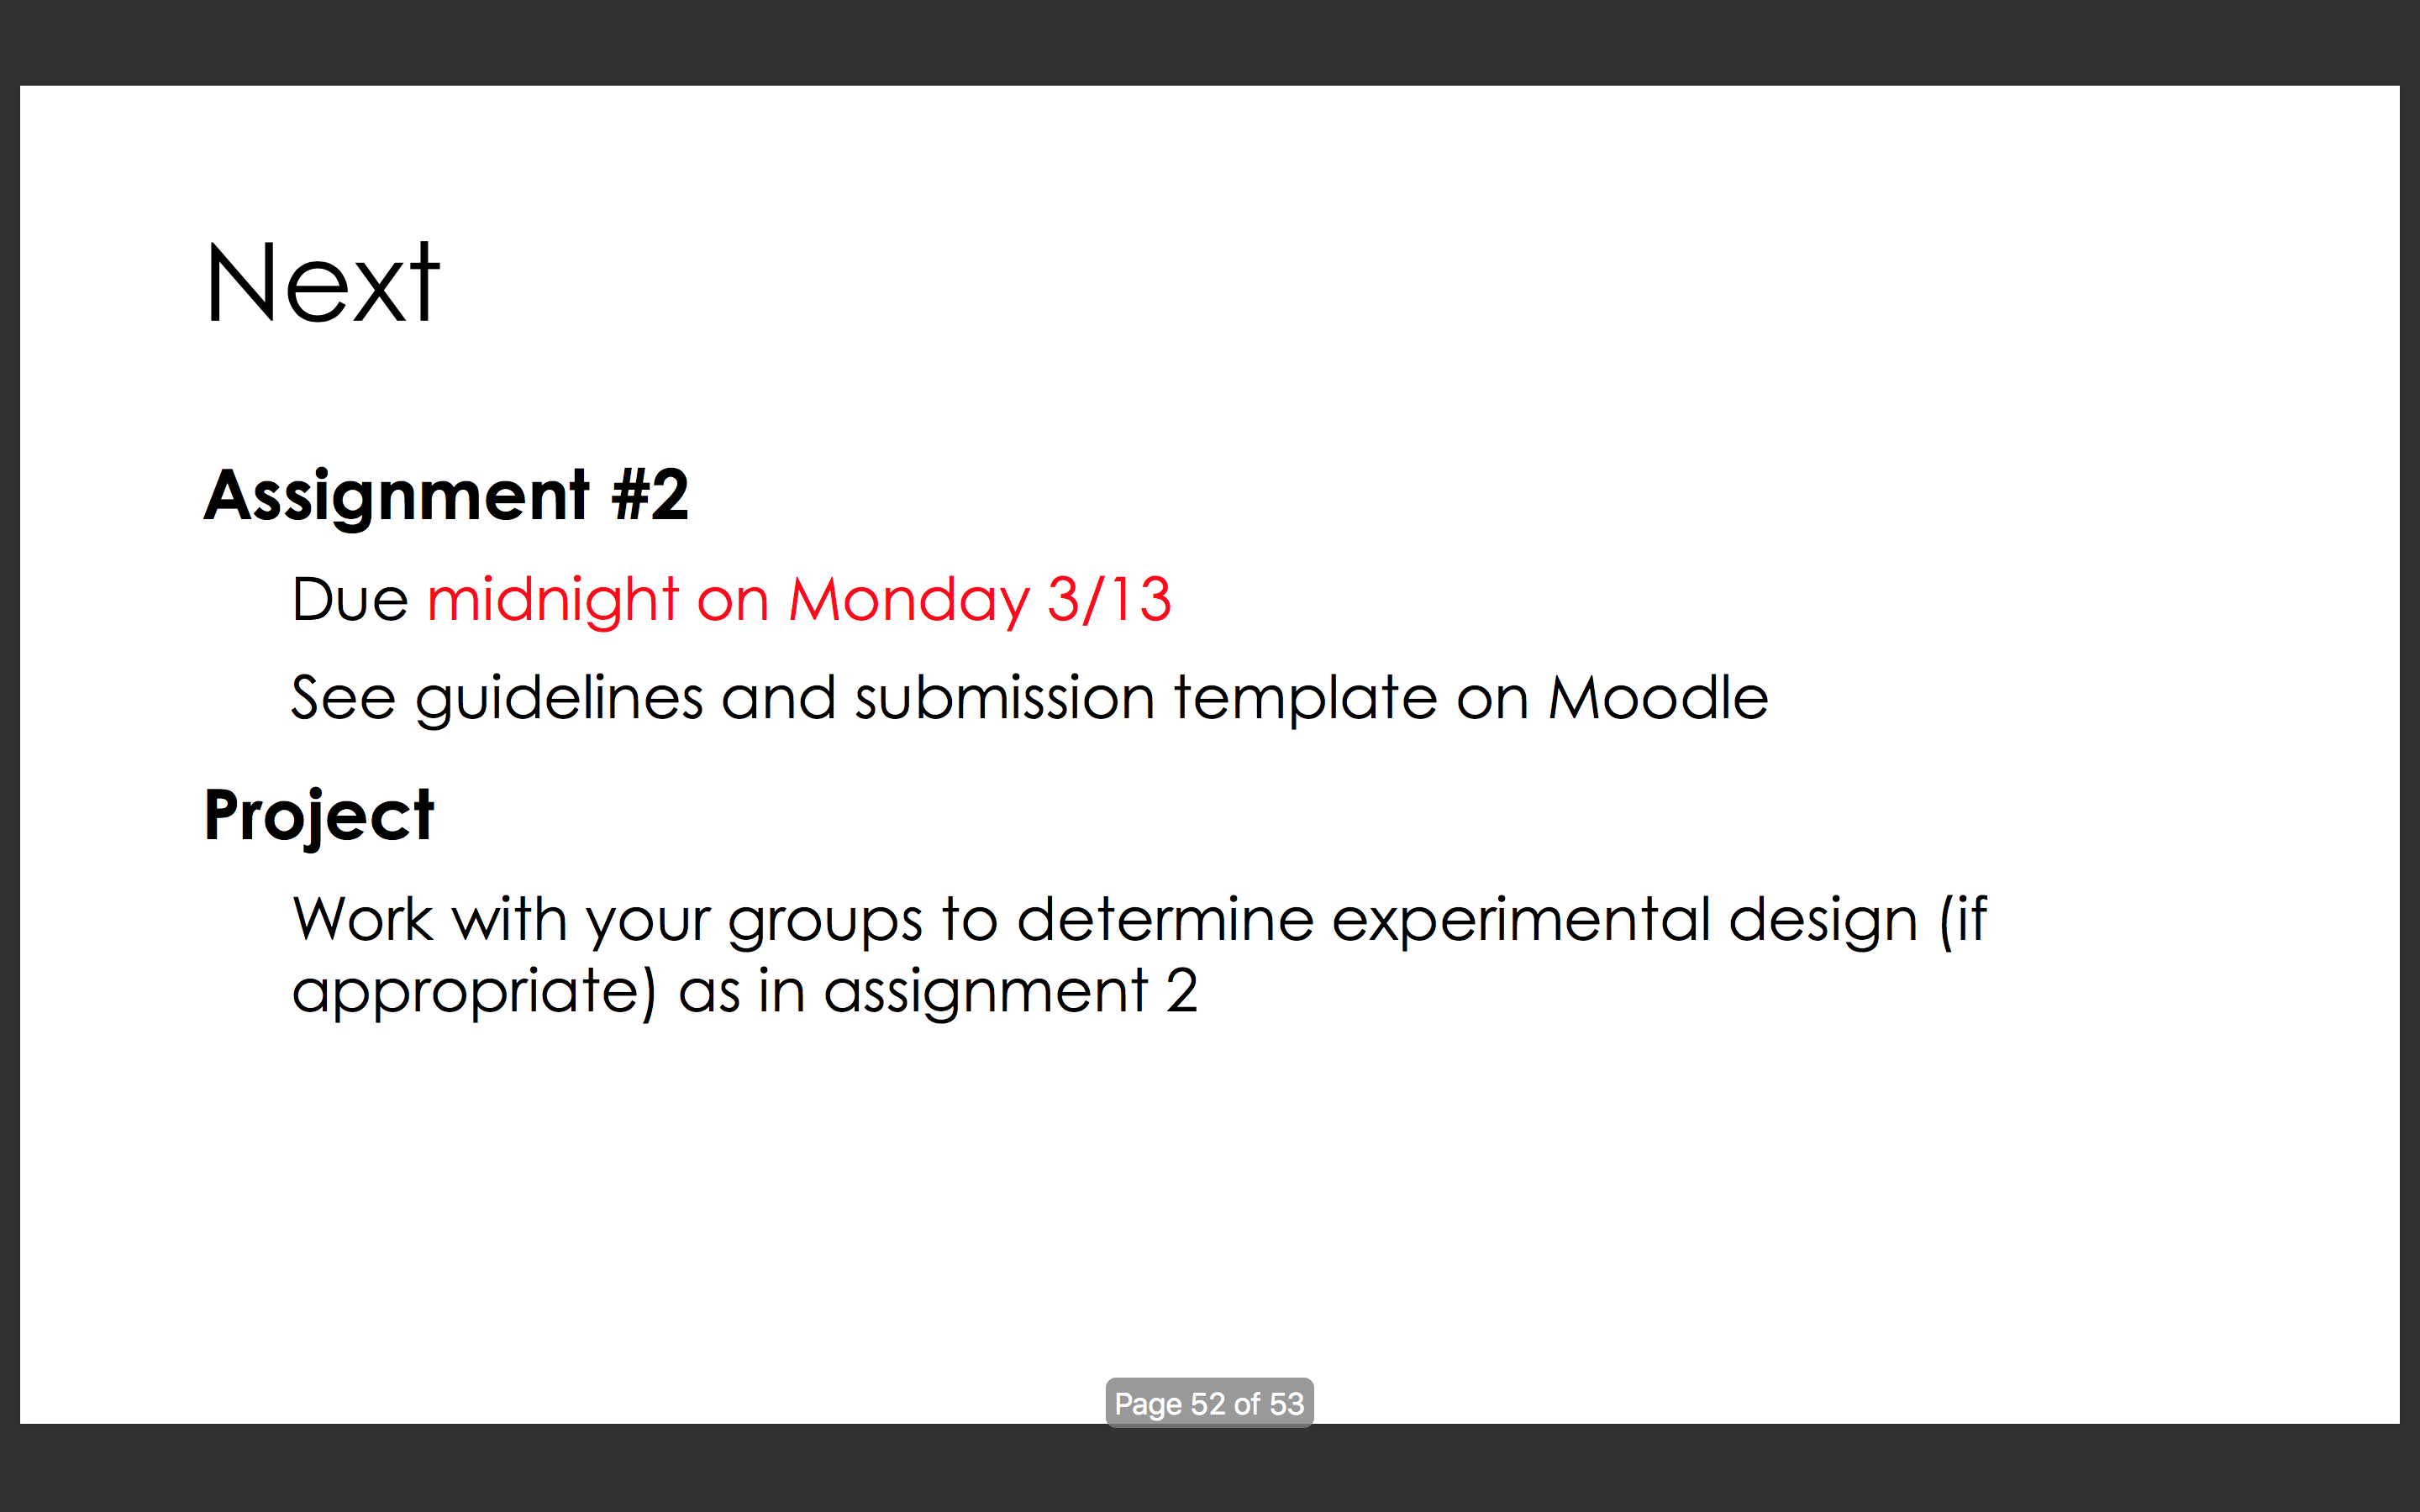 Next
Assignment #2
Due midnight on Monday 3/13
See guidelines and submission template on Moodle
Project
Work with your groups to determine experimental design (if
appropriate) as in assignment 2
Page 52 of 53